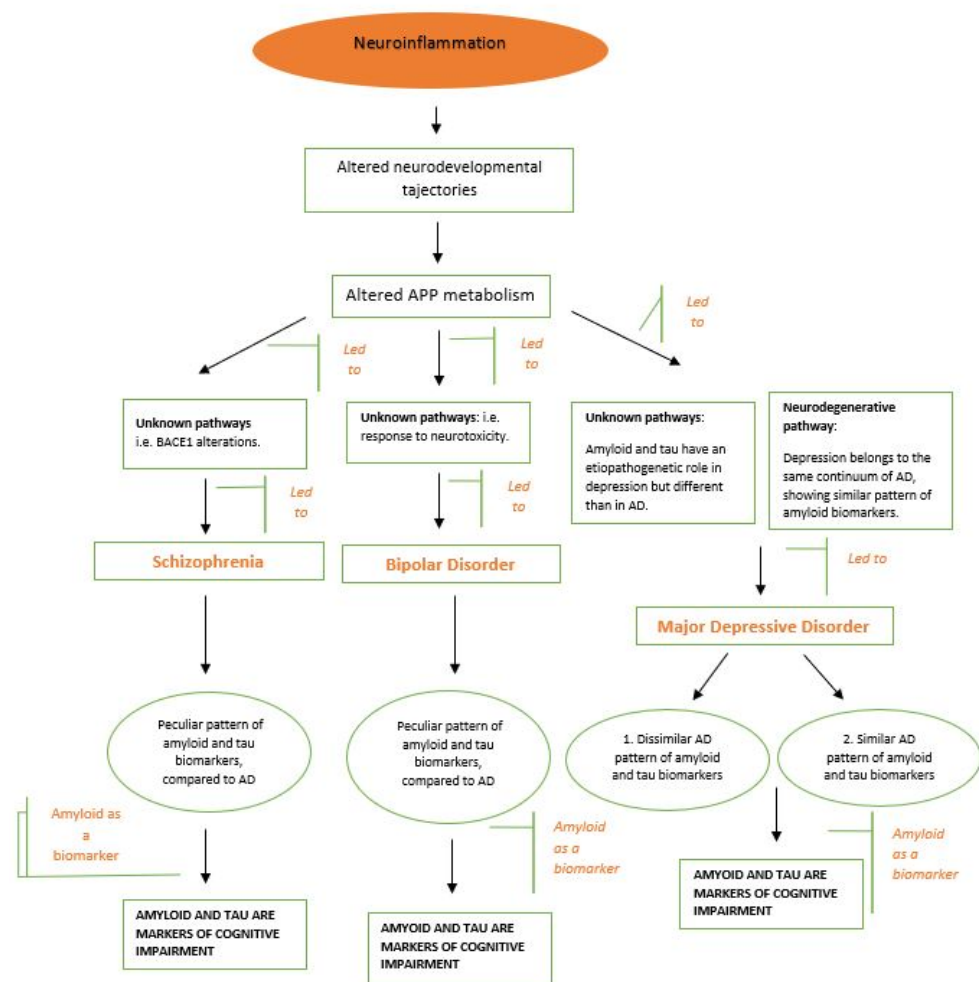 Neuroinflammation
Altered neurodevelopmental
tajectories
Altered APP metabolism
Led
to
Led
to
Led
to
Unknown pathways
i.e. BACE1 alterations.
Unknown pathways: i.e.
response to neurotoxicity.
Unknown pathways:
Amyloid and tau have an
etiopathogenetic role in
depression but different
than in AD.
Neurodegenerative
pathway:
Depression belongs to the
same continuum of AD,
showing similar pattern of
amyloid biomarkers.
Led
to
Led
to
Led to
Schizophrenia
Bipolar Disorder
Major Depressive Disorder
Peculiar pattern of
amyloid and tau
biomarkers,
compared to AD
Peculiar pattern of
amyloid and tau
biomarkers,
compared to AD
1. Dissimilar AD
pattern of amyloid
and tau biomarkers
2. Similar AD
pattern of amyloid
and tau biomarkers
Amyloid as
a
biomarker
Amyloid
as a
biomarker
Amyloid
as a
biomarker
AMYLOID AND TAU ARE
MARKERS OF COGNITIVE
IMPAIRMENT
AMYOID AND TAU ARE
MARKERS OF COGNITIVE
IMPAIRMENT
AMYOID AND TAU ARE
MARKERS OF COGNITIVE
IMPAIRMENT